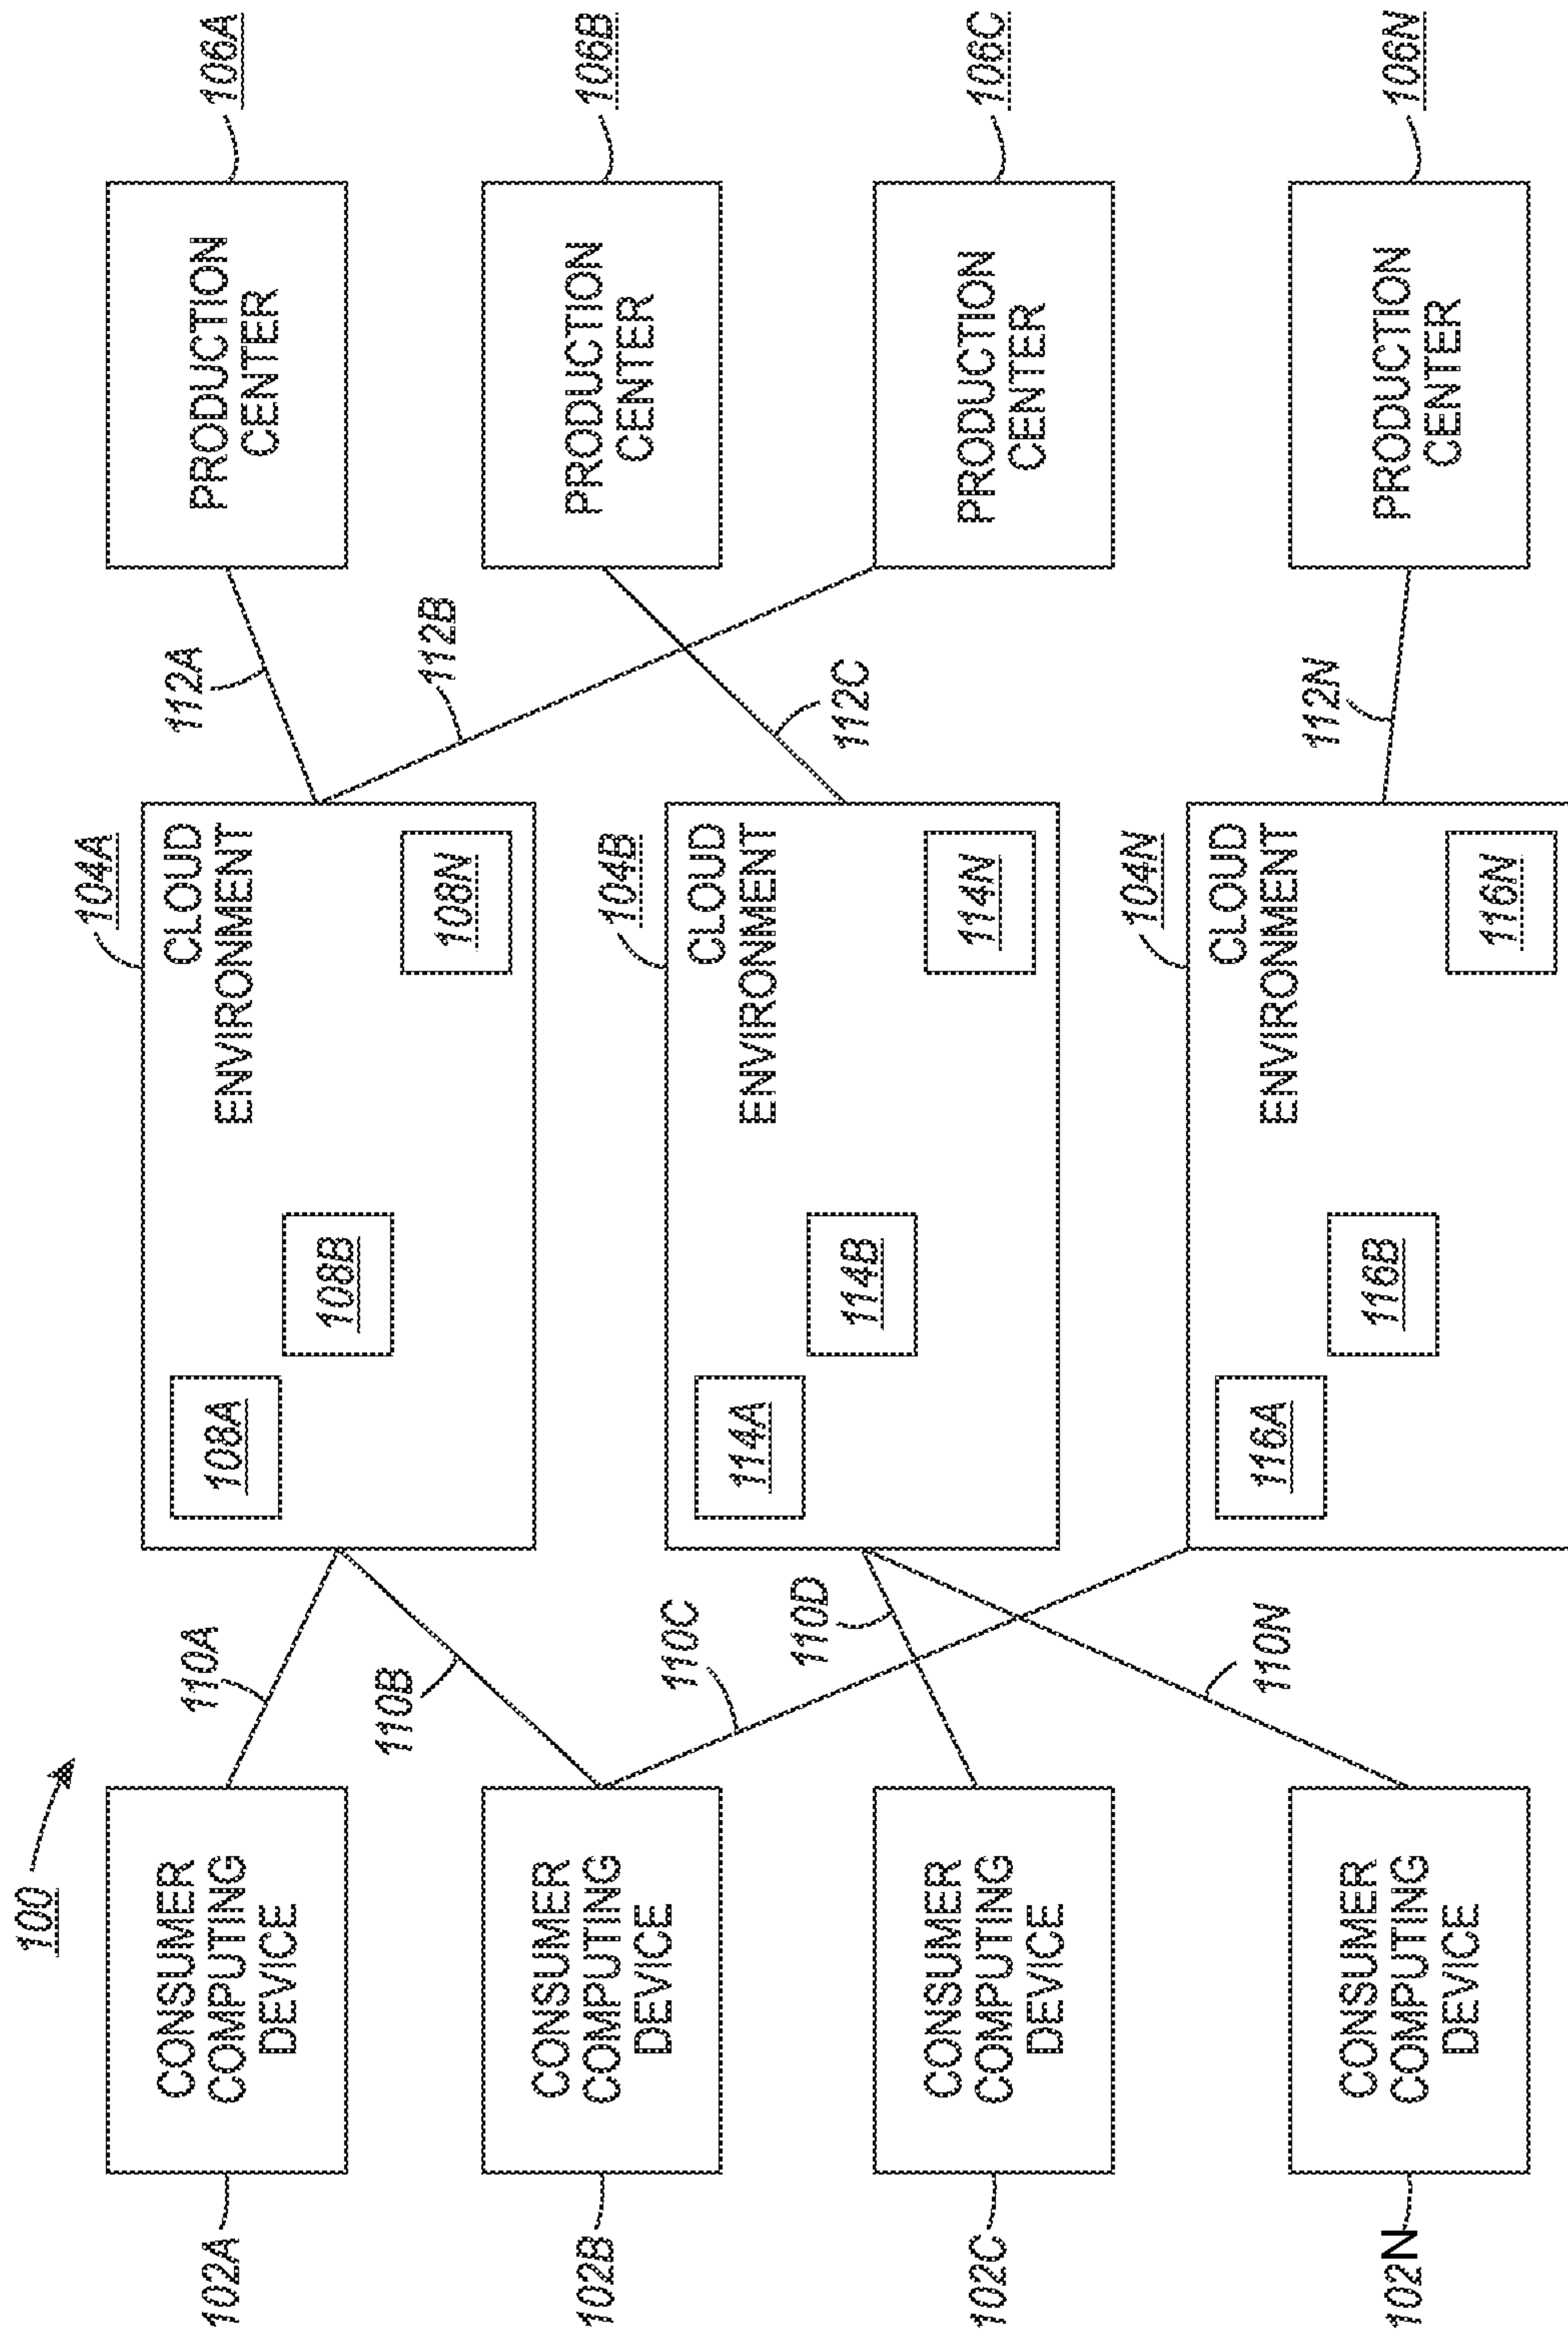 100
102A
CONSUMER
COMPUTING
DEVICE
102B
CONSUMER
COMPUTING
DEVICE
102C
CONSUMER
COMPUTING
DEVICE
102N
CONSUMER
COMPUTING
DEVICE
110A
110B
110C
110D
110N
104A
CLOUD
ENVIRONMENT
108A
108B
108N
104B
CLOUD
ENVIRONMENT
114A
114B
114N
104N
CLOUD
ENVIRONMENT
116A
116B
116N
112A
112B
112C
112N
PRODUCTION
CENTER
106A
PRODUCTION
CENTER
106B
PRODUCTION
CENTER
106C
PRODUCTION
CENTER
106N